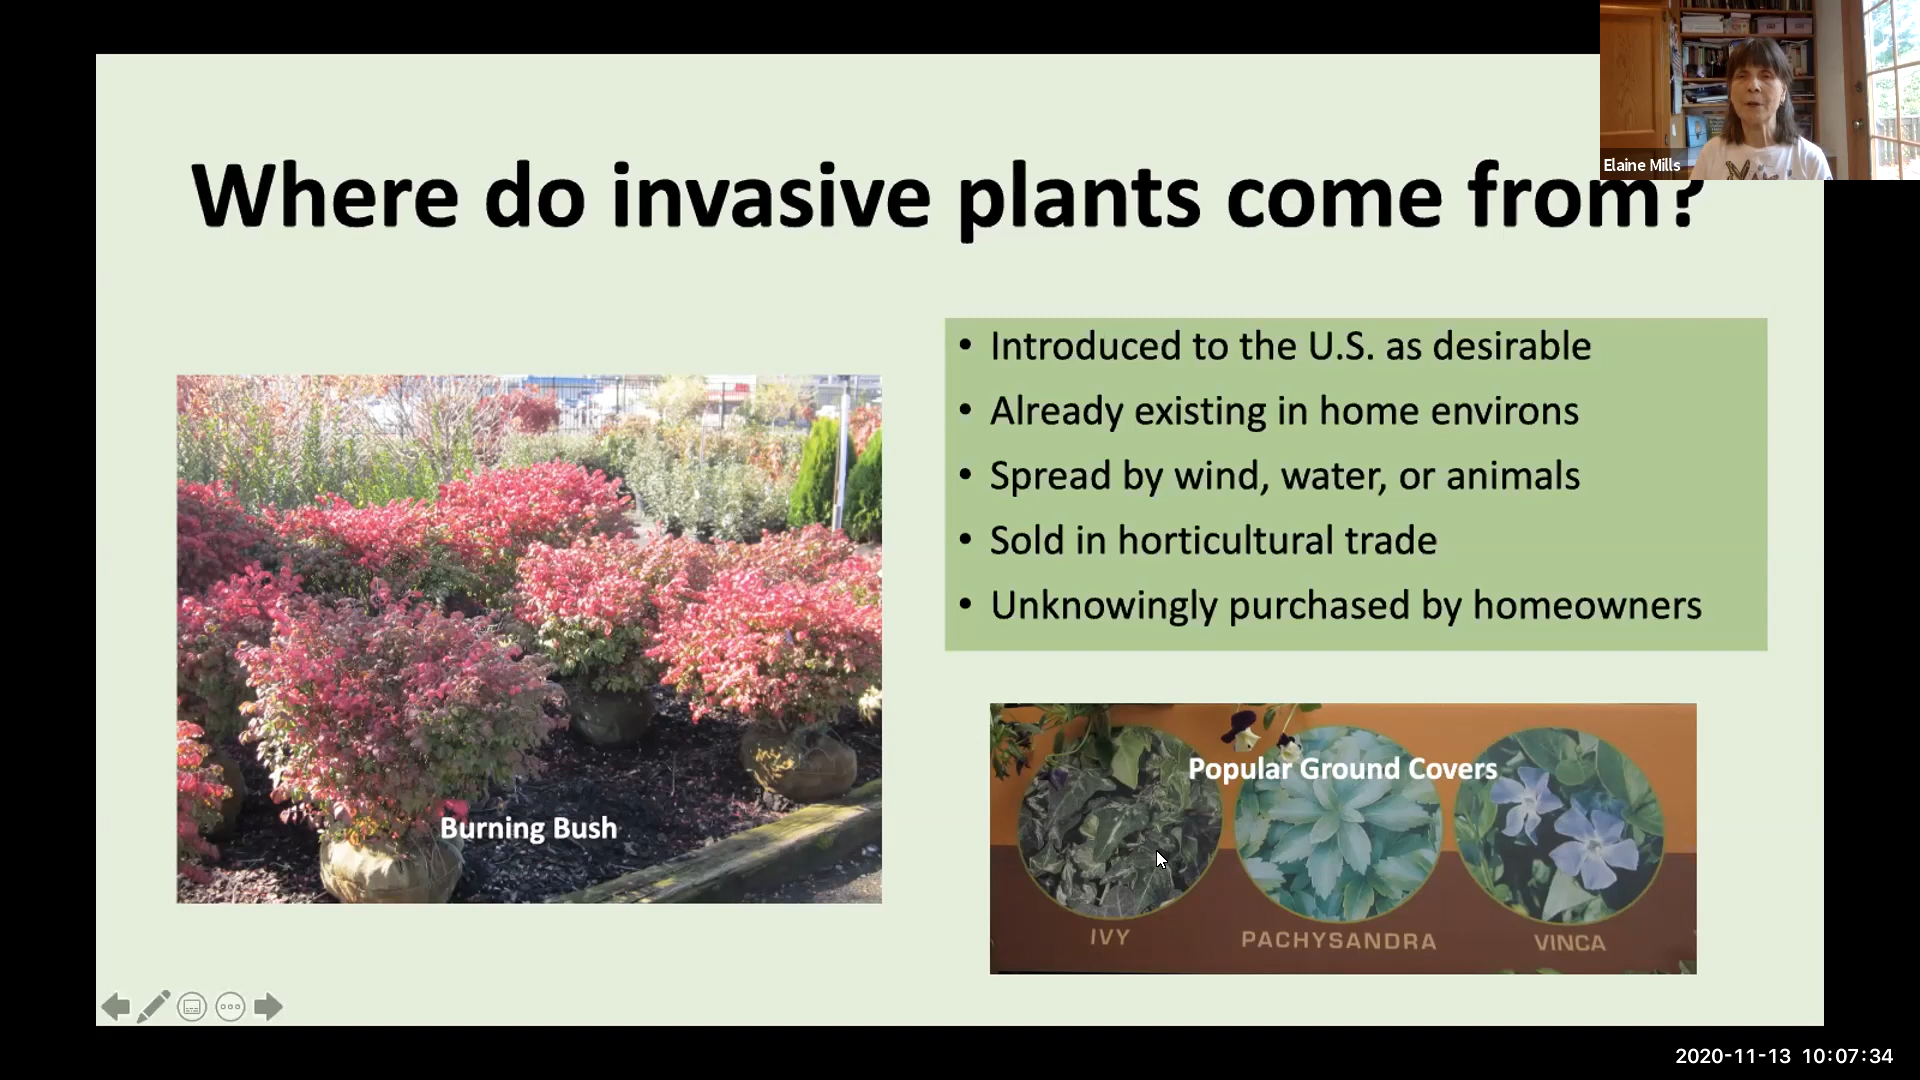 Elaine Mills
Where do invasive plants come from?
• Introduced to the U.S. as desirable
• Already existing in home environs
• Spread by wind, water, or animals
• Sold in horticultural trade
• Unknowingly purchased by homeowners
Burning Bush
Popular Ground Covers
IVY
PACHYSANDRA
VINCA
2020-11-13 10:07:34